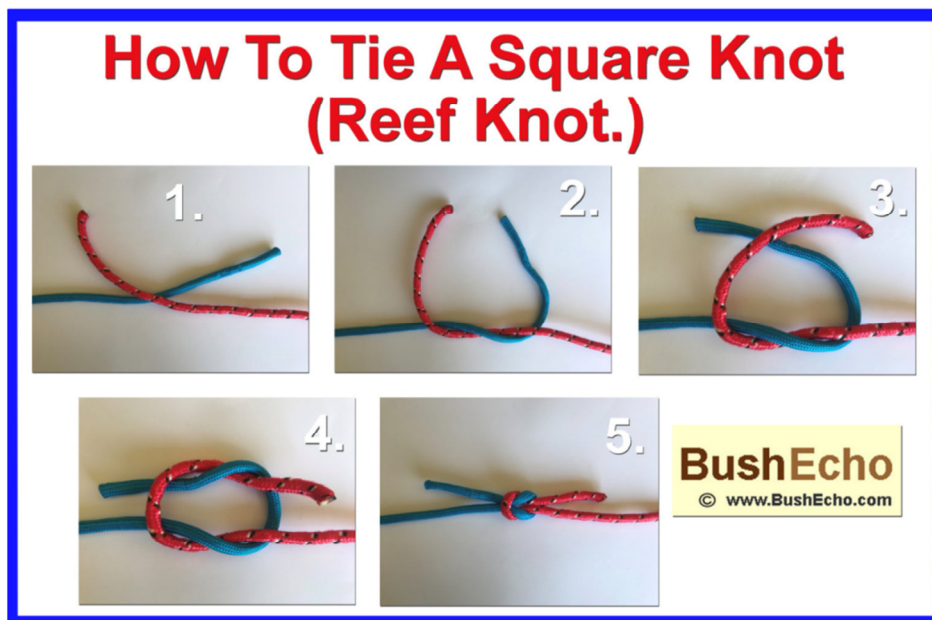 How To Tie A Square Knot
(Reef Knot.)
1.
2.
3.
4.
5.
BushEcho
© www.BushEcho.com